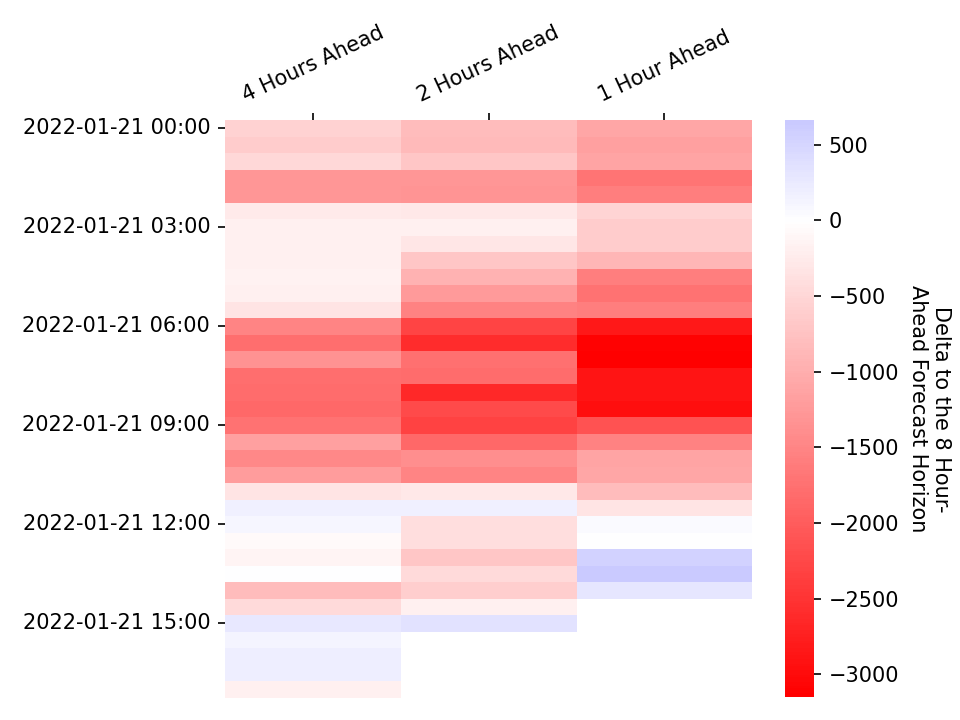 4 Hours Ahead
2 Hours Ahead
1 Hour Ahead
2022-01-21 00:00
2022-01-21 03:00
2022-01-21 06:00
2022-01-21 09:00
2022-01-21 12:00
2022-01-21 15:00
500
0
−500
−1000
−1500
−2000
−2500
−3000
Delta to the 8 Hour-
Ahead Forecast Horizon